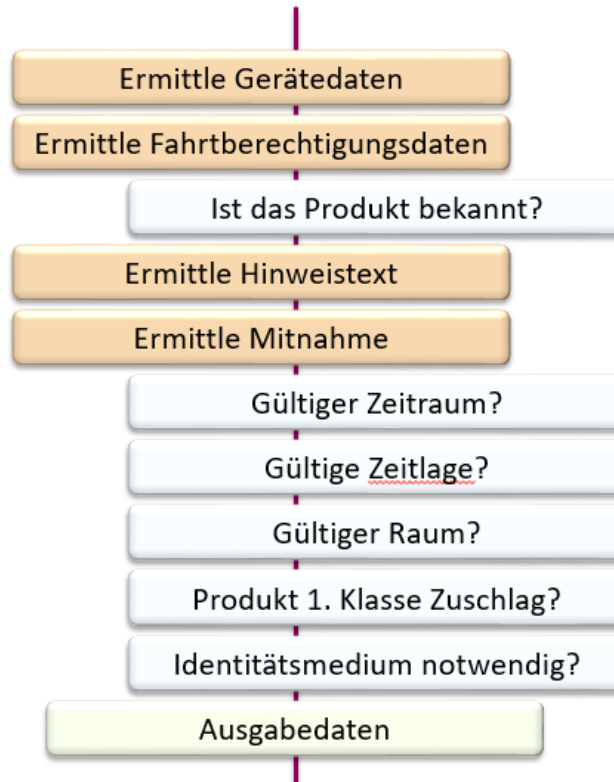 Ermittle Gerätedaten
Ermittle Fahrtberechtigungsdaten
Ist das Produkt bekannt?
Ermittle Hinweistext
Ermittle Mitnahme
Gültiger Zeitraum?
Gültige Zeitlage?
Gültiger Raum?
Produkt 1. Klasse Zuschlag?
Identitätsmedium notwendig?
Ausgabedaten